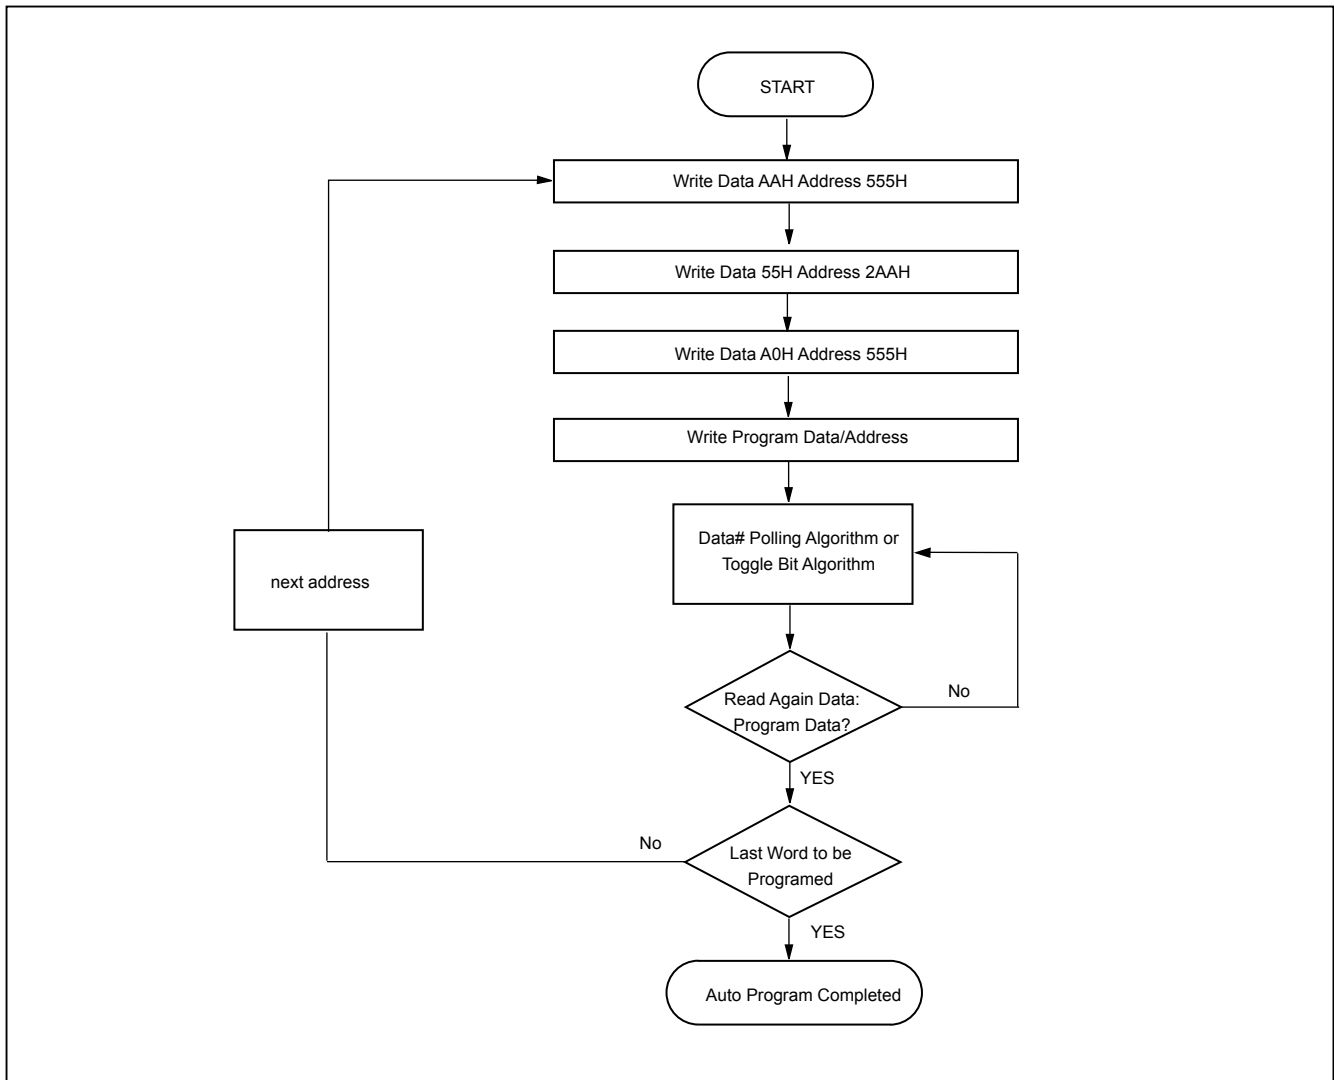 START
Write Data AAH Address 555H
Write Data 55H Address 2AAH
Write Data A0H Address 555H
Write Program Data/Address
Data# Polling Algorithm or
Toggle Bit Algorithm
next address
Read Again Data:
Program Data?
No
YES
No
Last Word to be
Programed
YES
Auto Program Completed